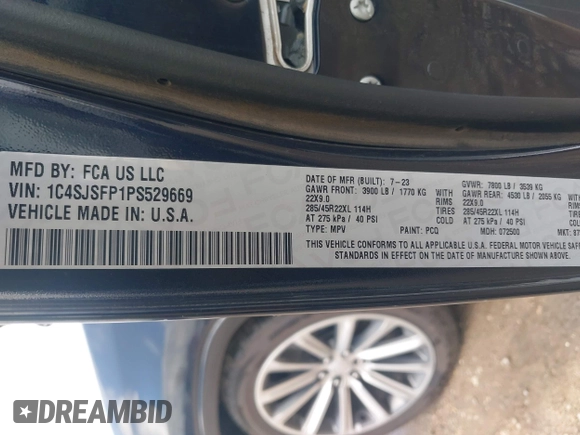 MFD BY: FCA US LLC
VIN: 1C4SJSFP1PS529669
VEHICLE MADE IN: U.S.A.
DATE OF MFR (BUILT): 7-23
GVWR: 7800 LB / 3539 KG
GAWR FRONT: 3900 LB / 1770 KG WITH
GAWR REAR: 4530 LB / 2055 KG
22X9.0 RIMS
22X9.0
285/45R22XL 114H TIRES
285/45R22XL 114H
AT 275 kPa / 40 PSI COLD
AT 275 kPa / 40 PSI
TYPE: MPV PAINT: PCQ MDH: 072500 MKT:
THIS VEHICLE CONFORMS TO ALL APPLICABLE U.S.A. FEDERAL MOTOR VEHICLE SAFE
STANDARDS IN EFFECT ON THE DATE OF MANUFACTURE SHOWN ABOVE.
DREAMBID